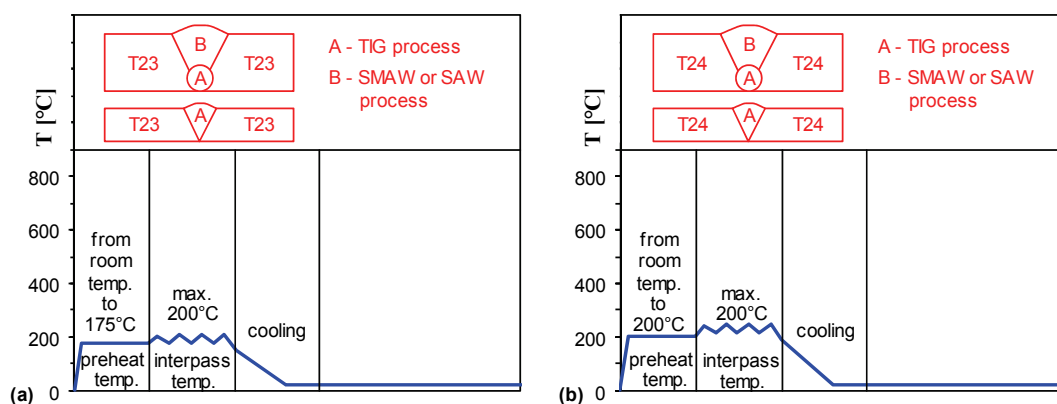 B
T23
T23
A
T23
A
T23
A - TIG process
B - SMAW or SAW
process
T [°C]
800
600
400
200
0
from
room
temp.
to
175°C
preheat
temp.
max.
200°C
interpass
temp.
cooling
(a)
B
T24
T24
A
T24
A
T24
A - TIG process
B - SMAW or SAW
process
T [°C]
800
600
400
200
0
from
room
temp.
to
200°C
preheat
temp.
max.
200°C
interpass
temp.
cooling
(b)